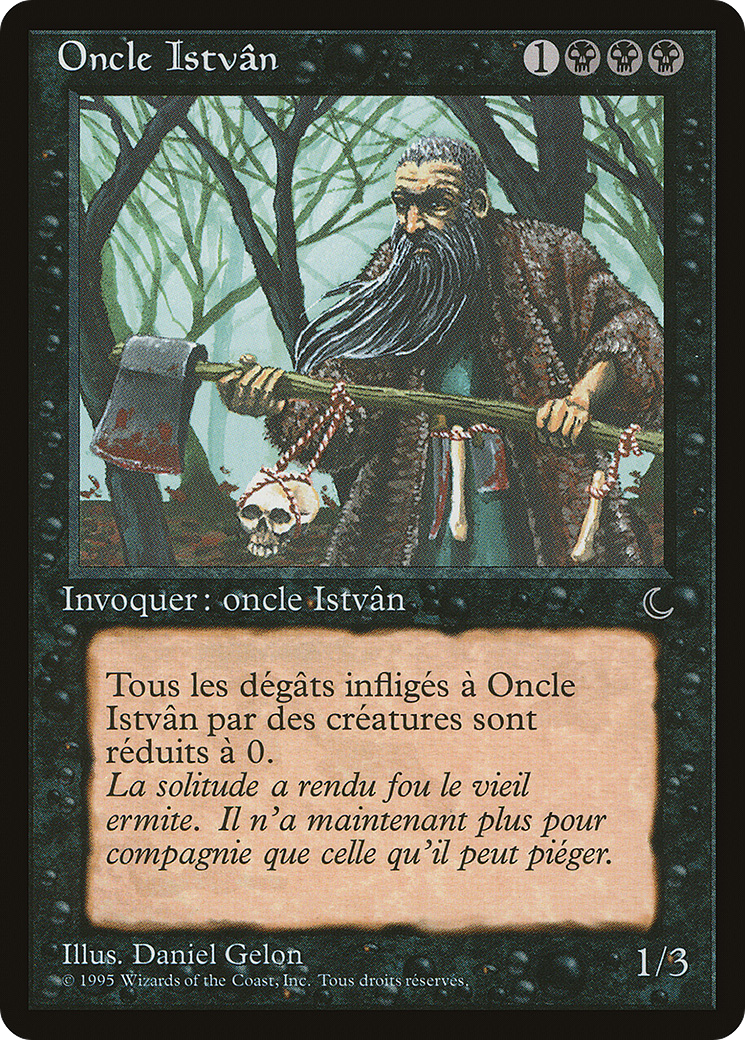 Oncle Istvân
1
Invoquer : oncle Istvân
Tous les dégâts infligés à Oncle
Istvân par des créatures sont
réduits à 0.
La solitude a rendu fou le vieil
ermite. Il n'a maintenant plus pour
compagnie que celle qu'il peut piéger.
Illus. Daniel Gelon
1/3
© 1995 Wizards of the Coast, Inc. Tous droits réservés.